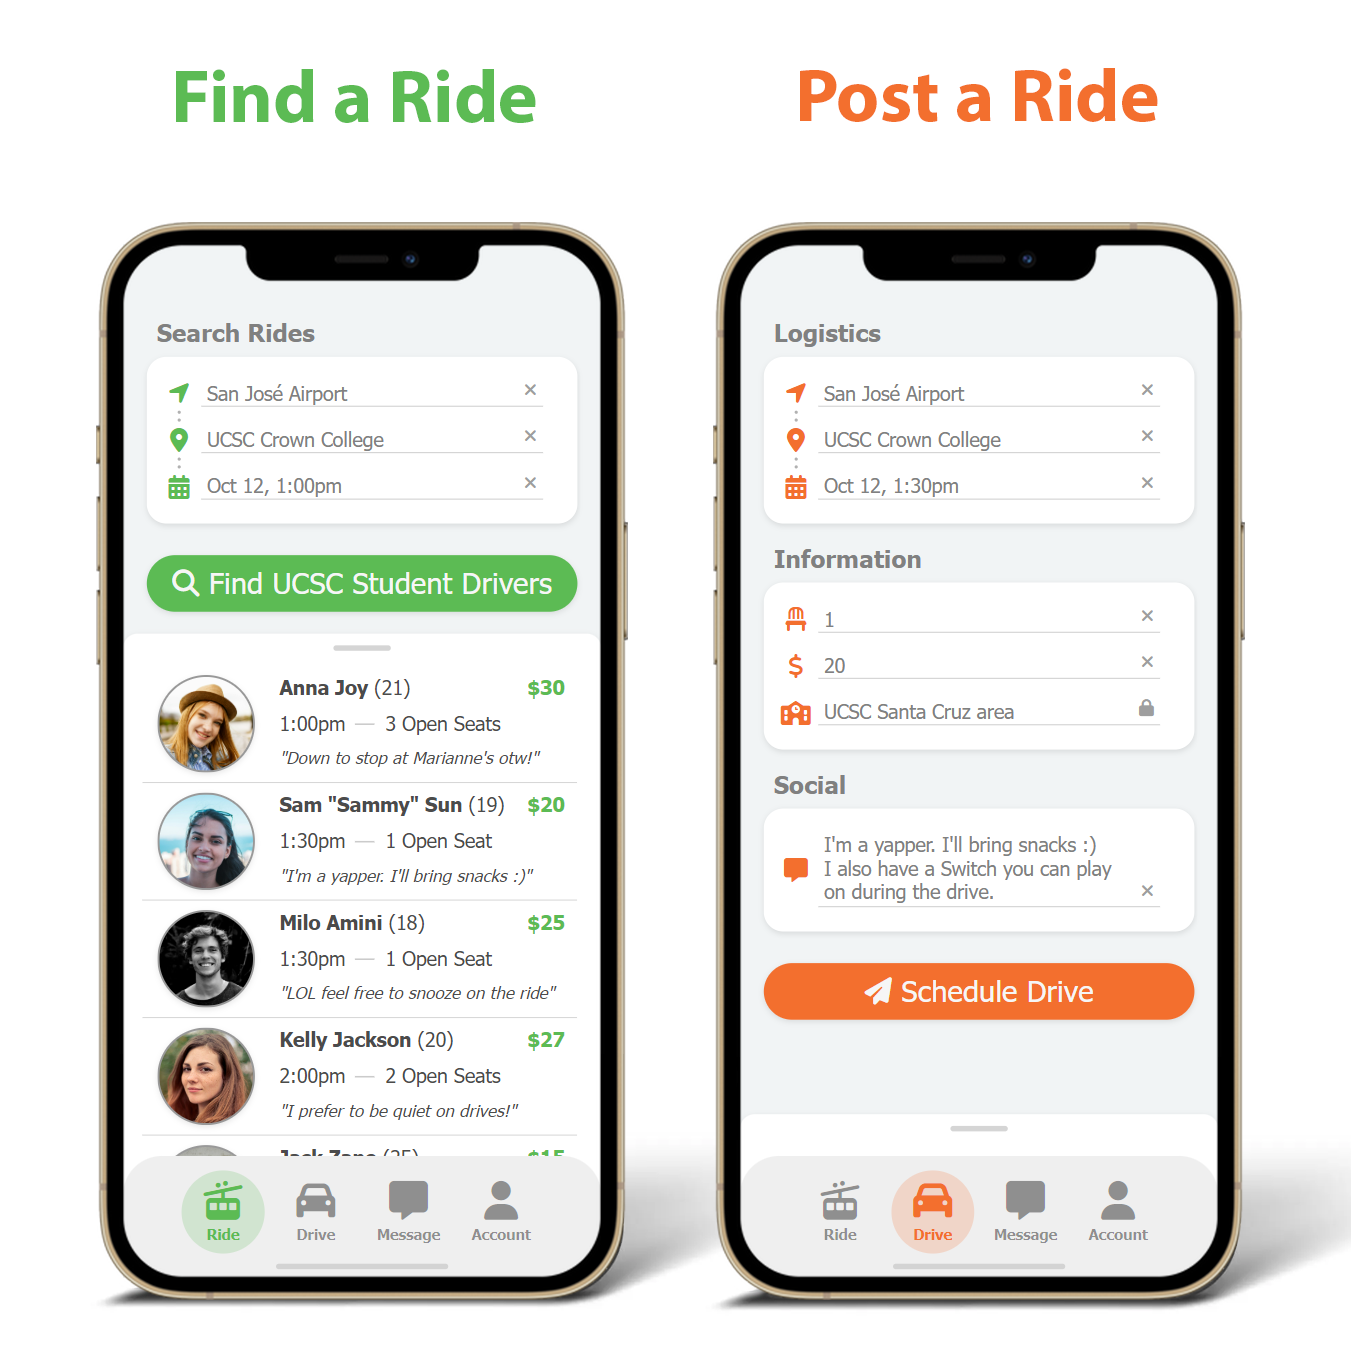 Find a Ride
Search Rides
San José Airport
UCSC Crown College
Oct 12, 1:00pm
Find UCSC Student Drivers
Anna Joy (21) $30
1:00pm — 3 Open Seats
"Down to stop at Marianne's otw!"
Sam "Sammy" Sun (19) $20
1:30pm — 1 Open Seat
"I'm a yapper. I'll bring snacks :)"
Milo Amini (18) $25
1:30pm — 1 Open Seat
"LOL feel free to snooze on the ride"
Kelly Jackson (20) $27
2:00pm — 2 Open Seats
"I prefer to be quiet on drives!"
Jack Zane (25) $15
Ride Drive Message Account
Post a Ride
Logistics
San José Airport
UCSC Crown College
Oct 12, 1:30pm
Information
1
$ 20
UCSC Santa Cruz area
Social
I'm a yapper. I'll bring snacks :)
I also have a Switch you can play
on during the drive.
Schedule Drive
Ride Drive Message Account